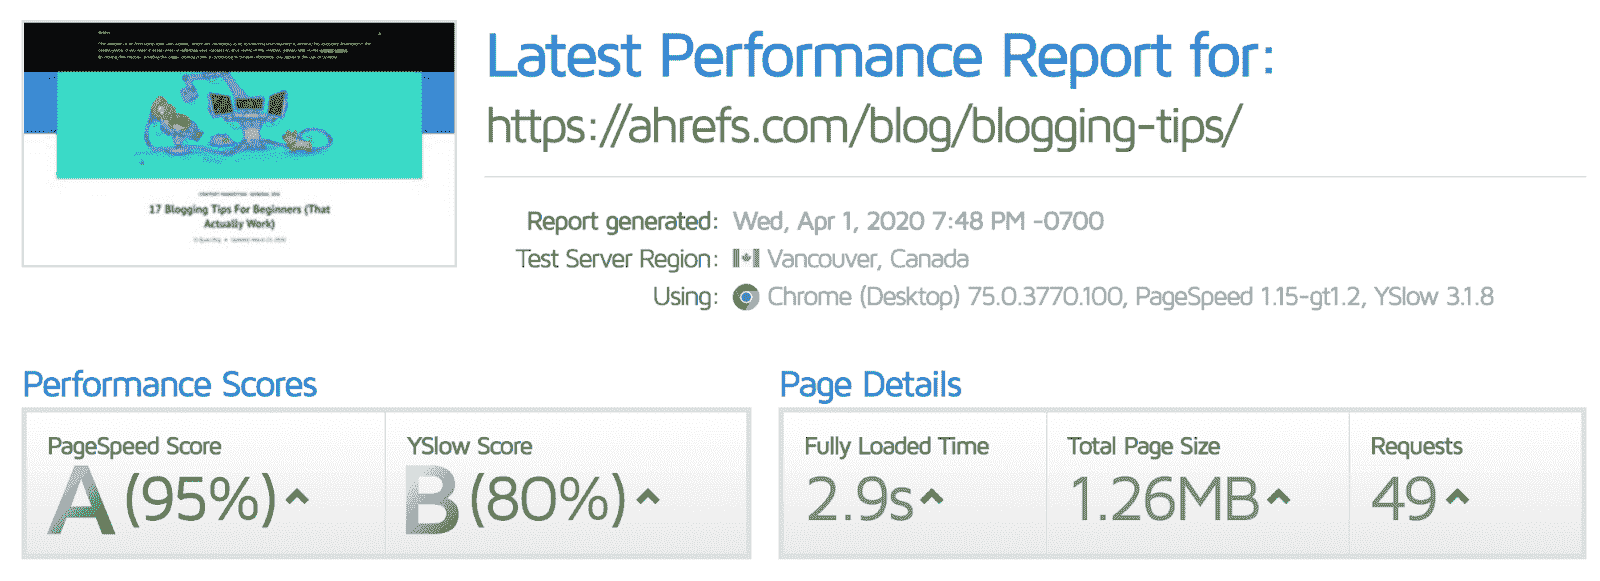 Latest Performance Report for:
https://ahrefs.com/blog/blogging-tips/
17 Blogging Tips For Beginners (That
Actually Work)
Report generated: Wed, Apr 1, 2020 7:48 PM -0700
Test Server Region: Vancouver, Canada
Using: Chrome (Desktop) 75.0.3770.100, PageSpeed 1.15-gt1.2, YSlow 3.1.8
Performance Scores
PageSpeed Score
A (95%)
YSlow Score
B (80%)
Page Details
Fully Loaded Time
2.9s
Total Page Size
1.26MB
Requests
49